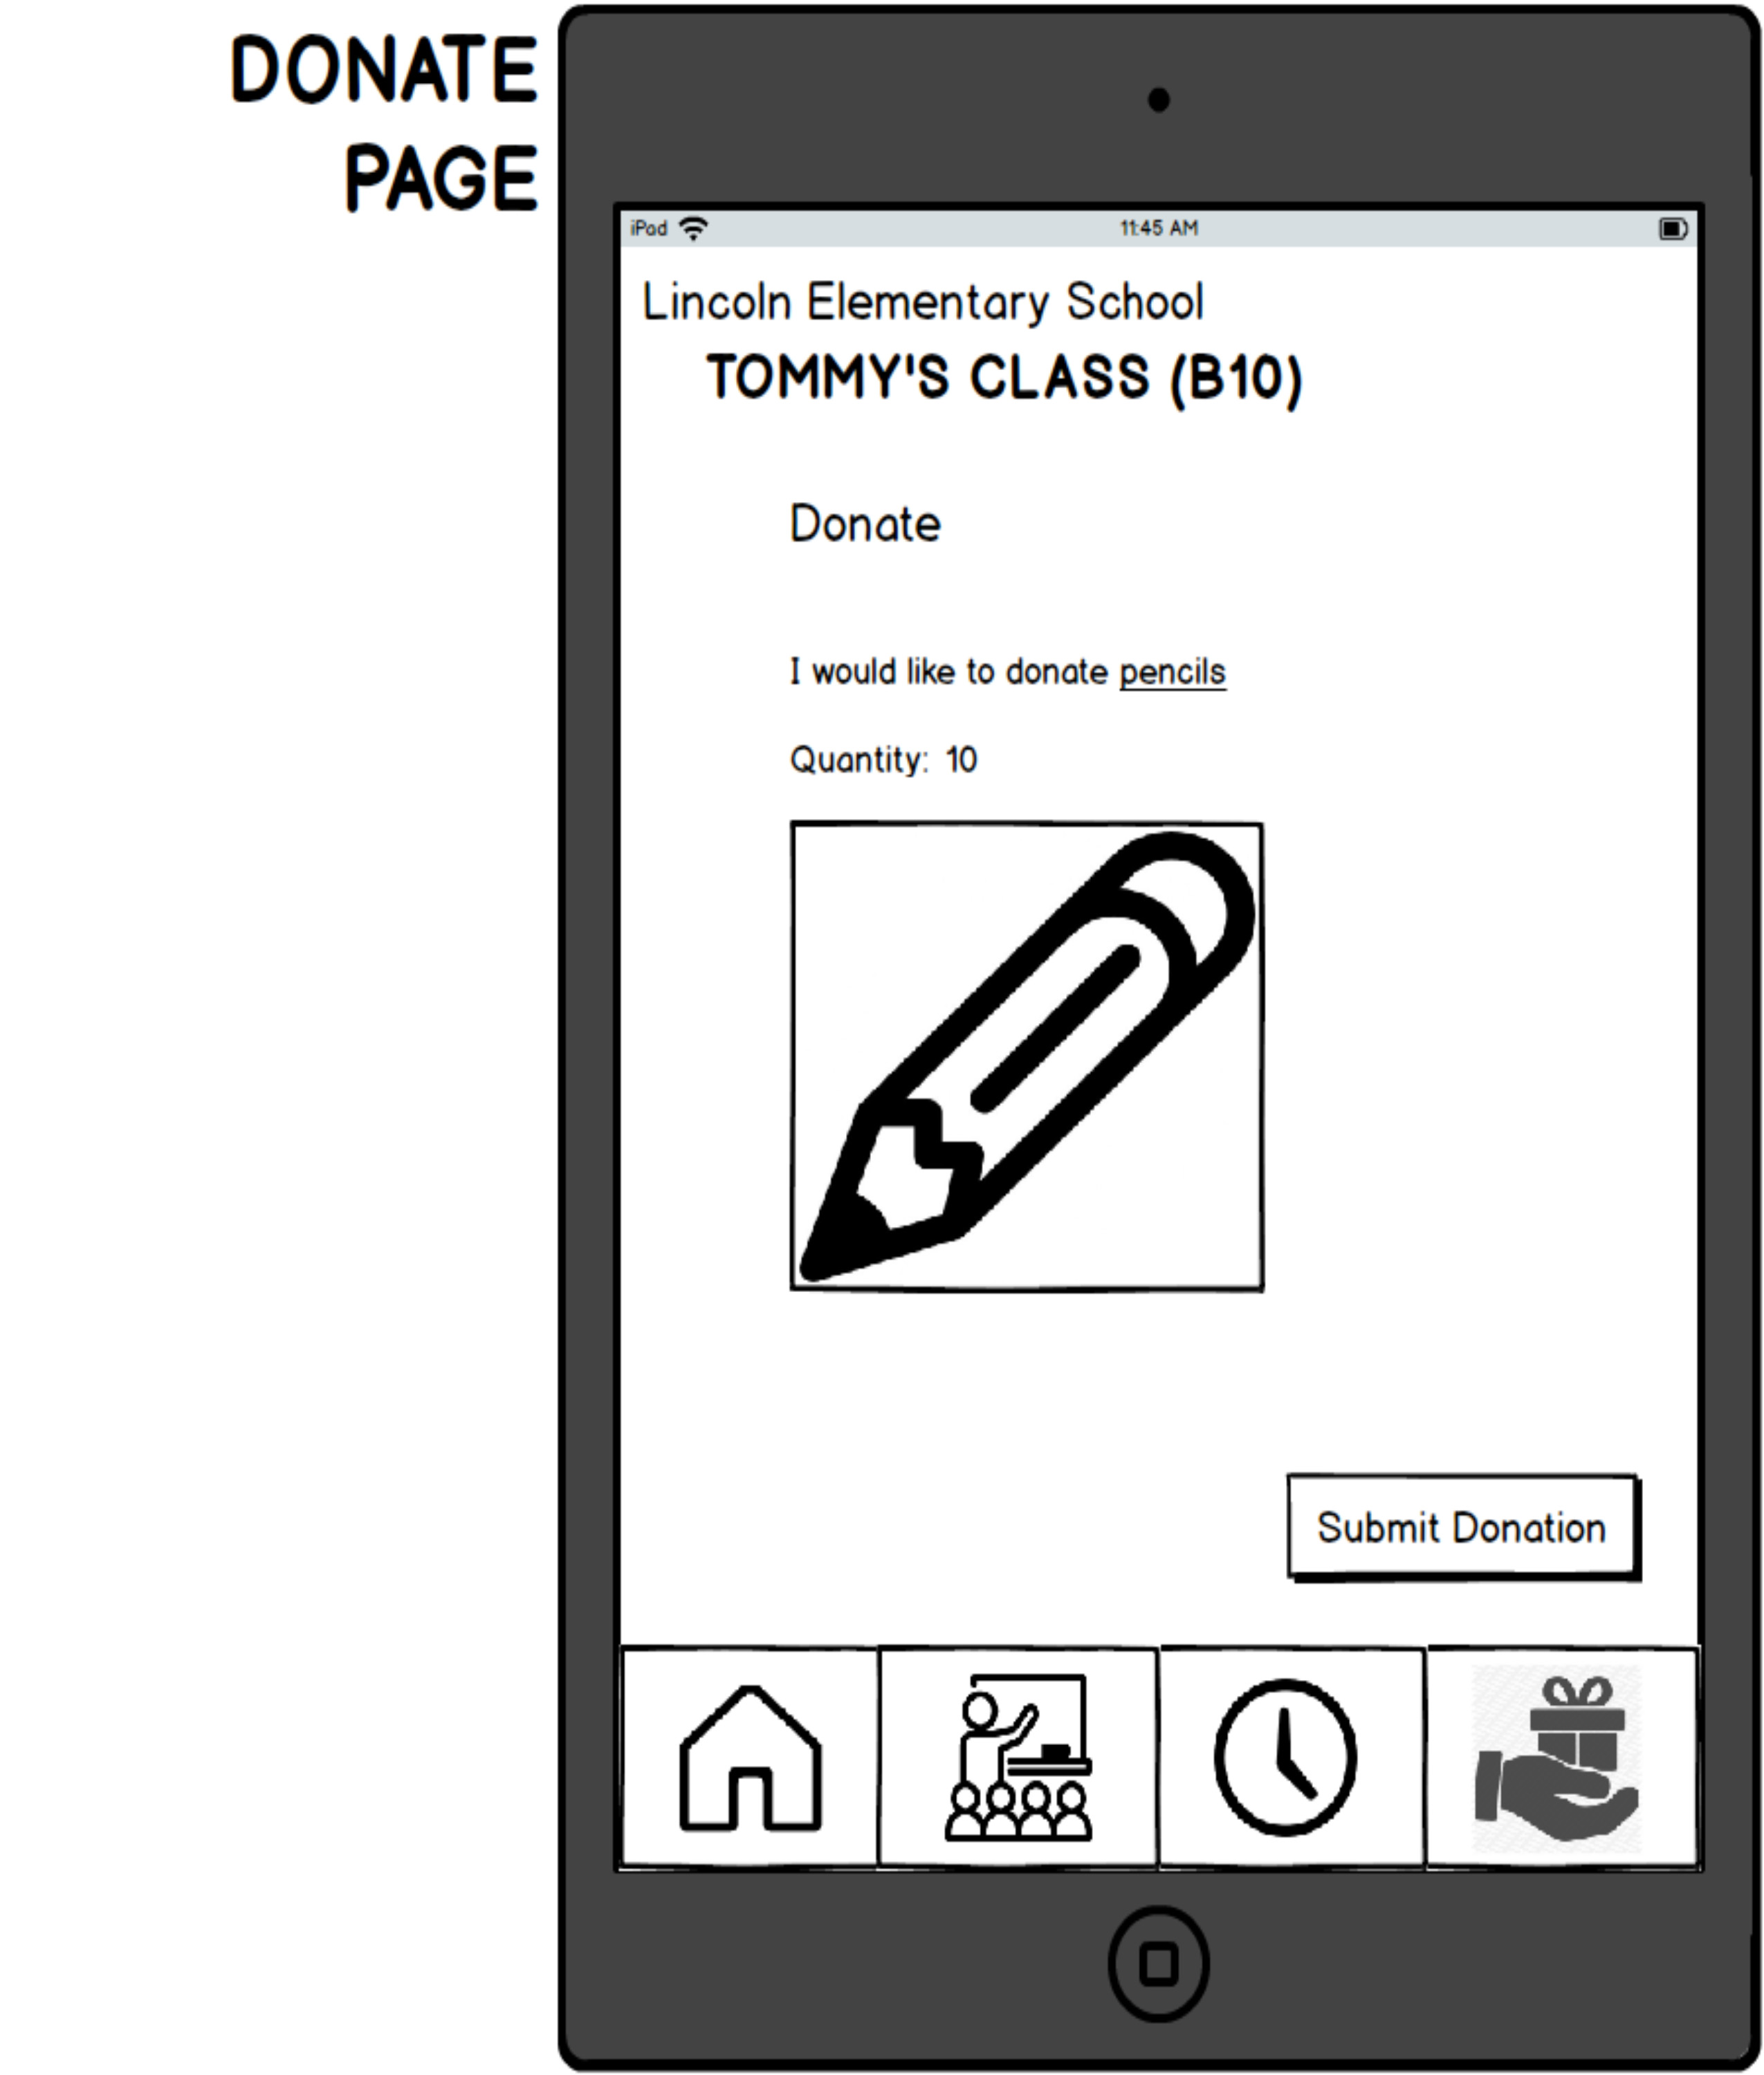 DONATE
PAGE
iPad 11:45 AM
Lincoln Elementary School
TOMMY'S CLASS (B10)
Donate
I would like to donate pencils
Quantity: 10
Submit Donation